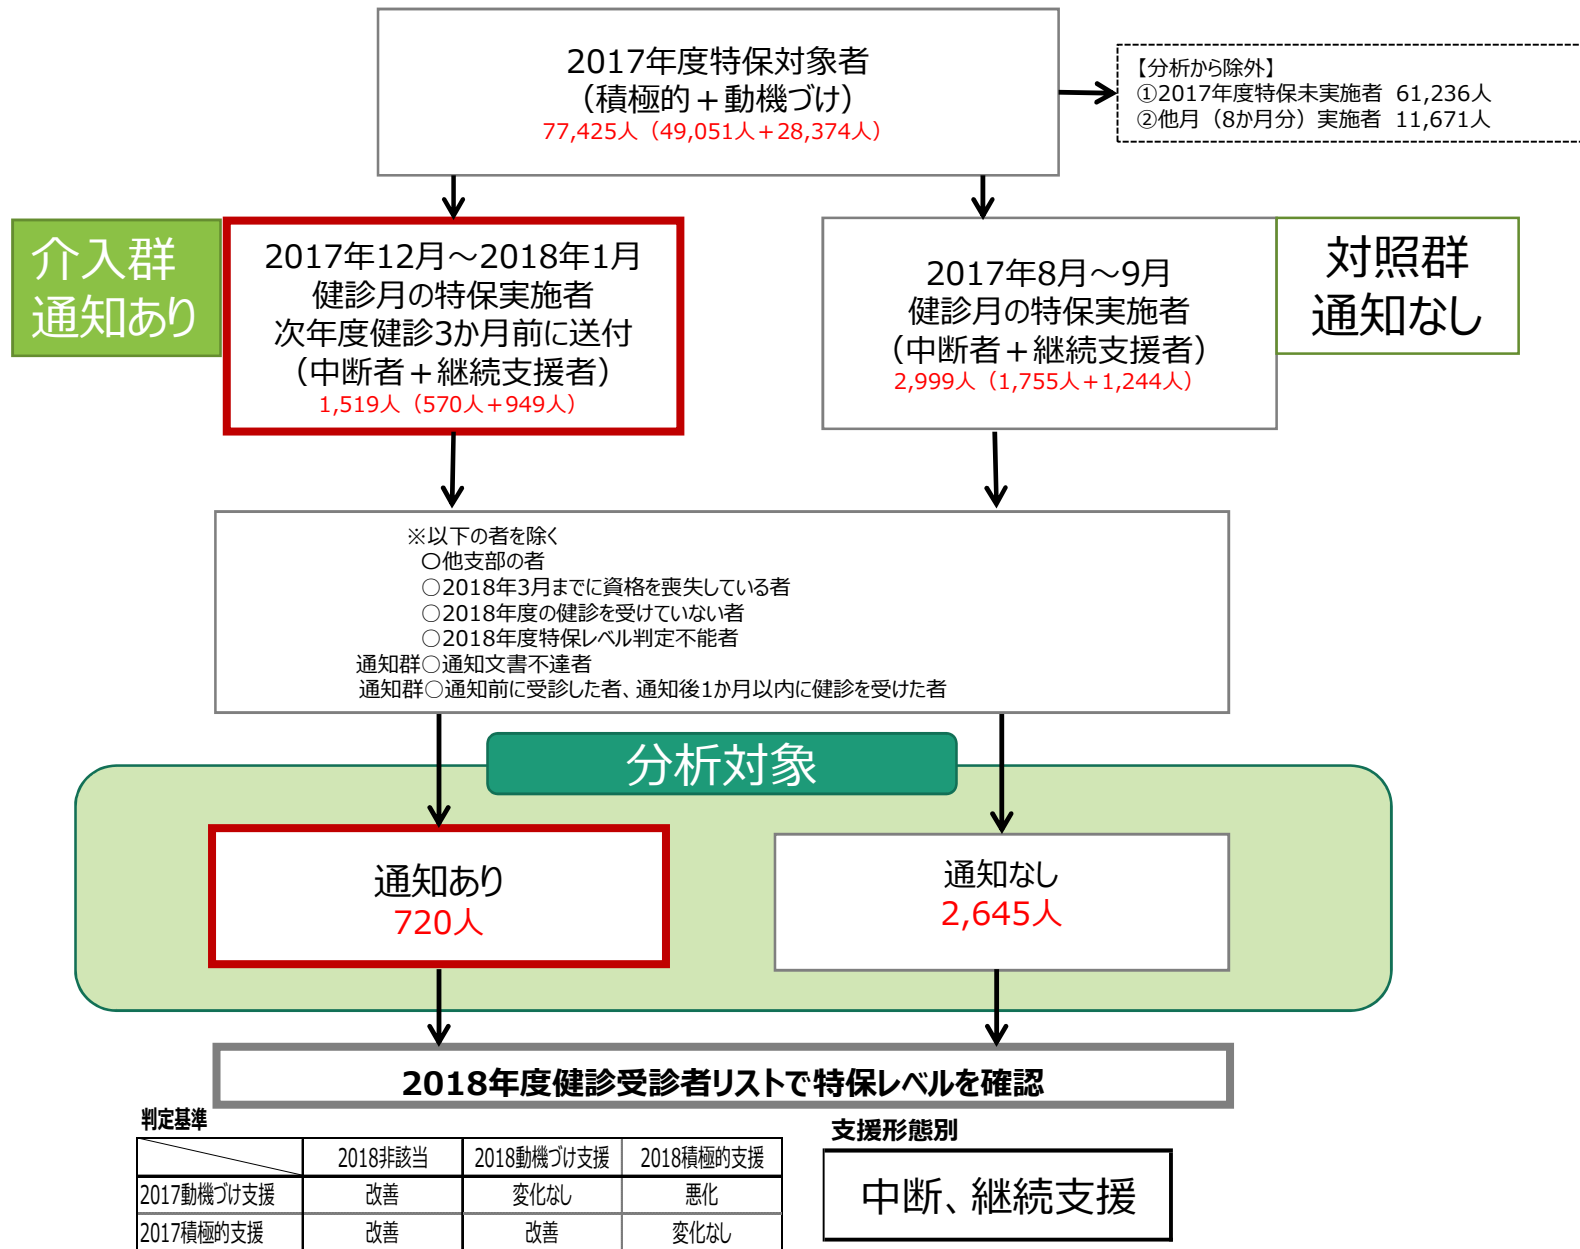 2017年度特保対象者
（積極的＋動機づけ）
77,425人（49,051人＋28,374人）
【分析から除外】
①2017年度特保未実施者 61,236人
②他月（8か月分）実施者 11,671人
介入群
通知あり
2017年12月～2018年1月
健診月の特保実施者
次年度健診3か月前に送付
（中断者＋継続支援者）
1,519人（570人＋949人）
2017年8月～9月
健診月の特保実施者
（中断者＋継続支援者）
2,999人（1,755人＋1,244人）
対照群
通知なし
※以下の者を除く
○他支部の者
○2018年3月までに資格を喪失している者
○2018年度の健診を受けていない者
○2018年度特保レベル判定不能者
通知群○通知文書不達者
通知群○通知前に受診した者、通知後1か月以内に健診を受けた者
分析対象
通知あり
720人
通知なし
2,645人
2018年度健診受診者リストで特保レベルを確認
判定基準
2018非該当 2018動機づけ支援 2018積極的支援
2017動機づけ支援 改善 変化なし 悪化
2017積極的支援 改善 改善 変化なし
支援形態別
中断、継続支援